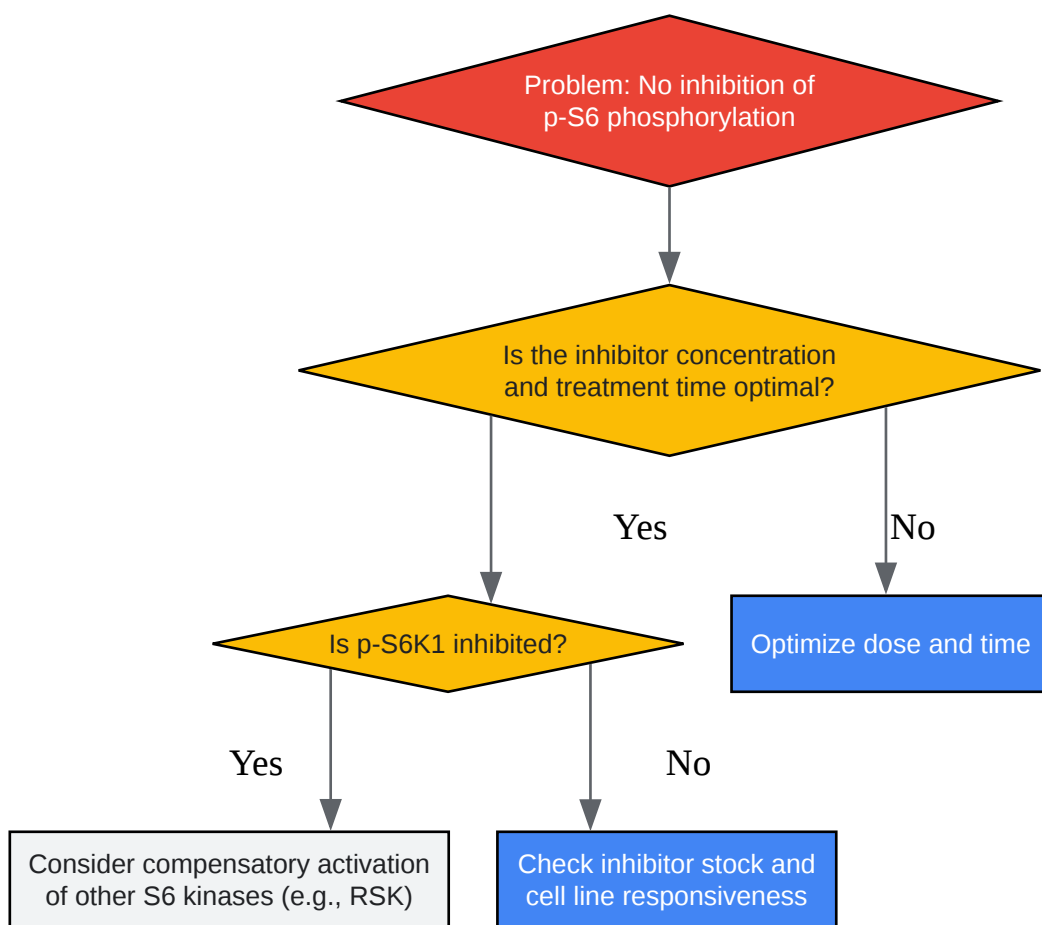 Problem: No inhibition of
p-S6 phosphorylation
Is the inhibitor concentration
and treatment time optimal?
Yes
No
Is p-S6K1 inhibited?
Optimize dose and time
Yes
No
Consider compensatory activation
of other S6 kinases (e.g., RSK)
Check inhibitor stock and
cell line responsiveness